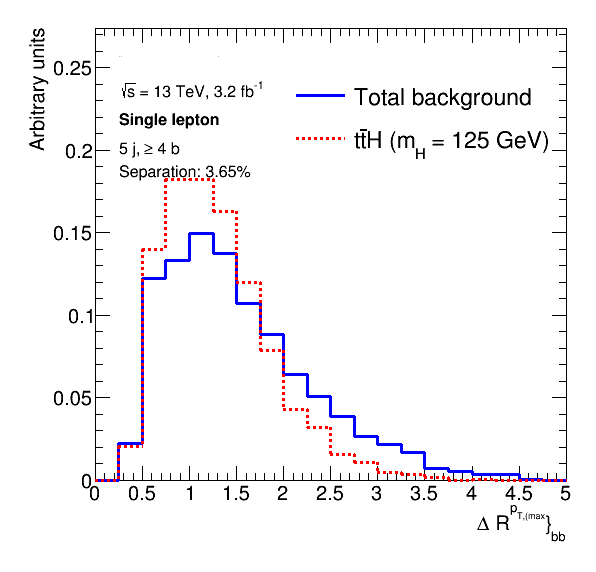 Arbitrary units
√s = 13 TeV, 3.2 fb⁻¹
Single lepton
5 j, ≥ 4 b
Separation: 3.65%
Total background
tt̄H (m_H = 125 GeV)
0.25
0.2
0.15
0.1
0.05
0
0 0.5 1 1.5 2 2.5 3 3.5 4 4.5 5
Δ R^{p_{T,(max}}_{bb}